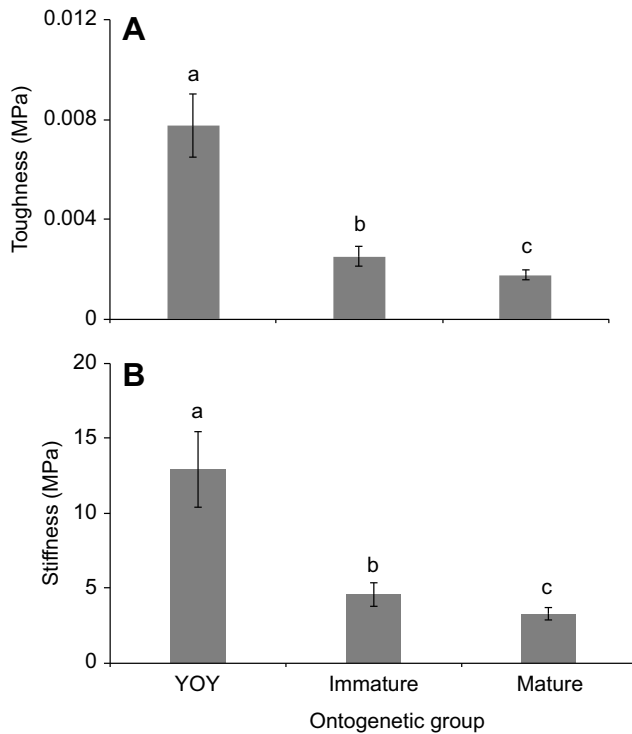 A
Toughness (MPa)
0.012
0.008
0.004
0
a
b
c
B
Stiffness (MPa)
20
15
10
5
0
a
b
c
YOY Immature Mature
Ontogenetic group